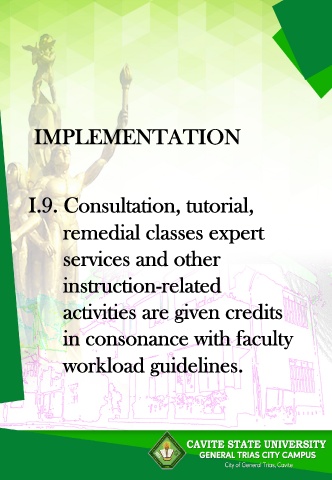 IMPLEMENTATION
I.9. Consultation, tutorial,
remedial classes expert
services and other
instruction-related
activities are given credits
in consonance with faculty
workload guidelines.
CAVITE STATE UNIVERSITY
GENERAL TRIAS CITY CAMPUS
City of General Trias, Cavite